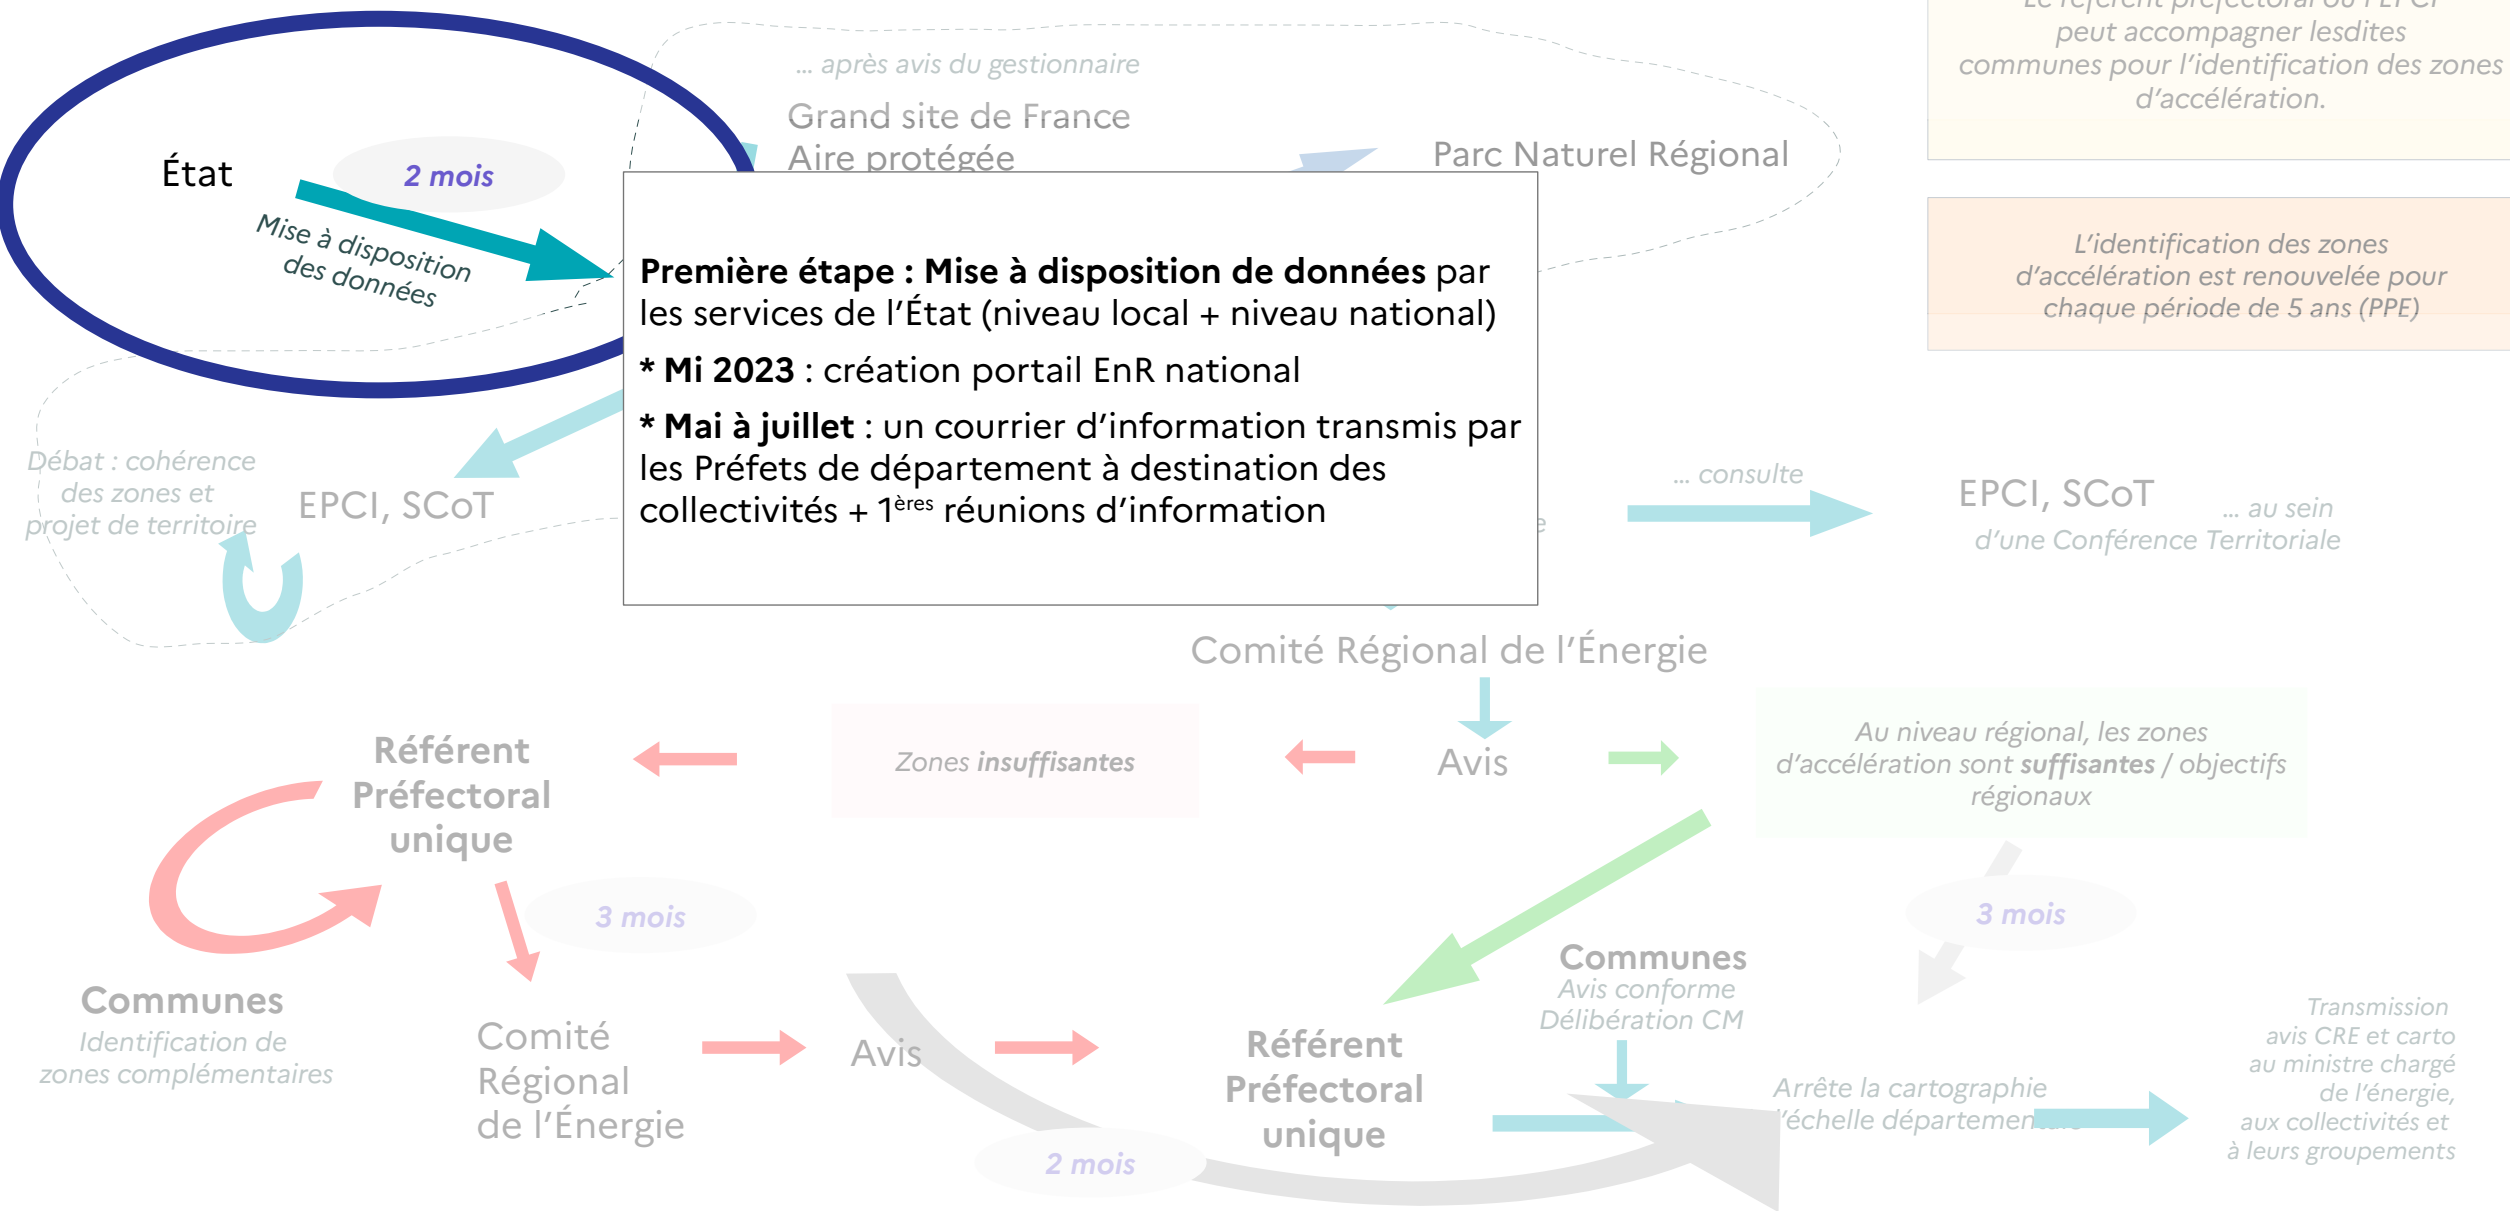 Le référent préfectoral ou l'EPCI
peut accompagner lesdites
communes pour l'identification des zones
d'accélération.
... après avis du gestionnaire
Grand site de France
Aire protégée
Parc Naturel Régional
État
2 mois
Mise à disposition
des données
L'identification des zones
d'accélération est renouvelée pour
chaque période de 5 ans (PPE)
Première étape : Mise à disposition de données par
les services de l'État (niveau local + niveau national)
* Mi 2023 : création portail EnR national
* Mai à juillet : un courrier d'information transmis par
les Préfets de département à destination des
collectivités + 1ères réunions d'information
Débat : cohérence
des zones et
projet de territoire
EPCI, SCoT
... consulte
EPCI, SCoT
... au sein
d'une Conférence Territoriale
Comité Régional de l'Énergie
Référent
Préfectoral
unique
Zones insuffisantes
Avis
Au niveau régional, les zones
d'accélération sont suffisantes / objectifs
régionaux
3 mois
3 mois
Communes
Identification de
zones complémentaires
Comité
Régional
de l'Énergie
Avis
2 mois
Référent
Préfectoral
unique
Communes
Avis conforme
Délibération CM
Arrête la cartographie
l'échelle départementale
Transmission
avis CRE et carto
au ministre chargé
de l'énergie,
aux collectivités et
à leurs groupements